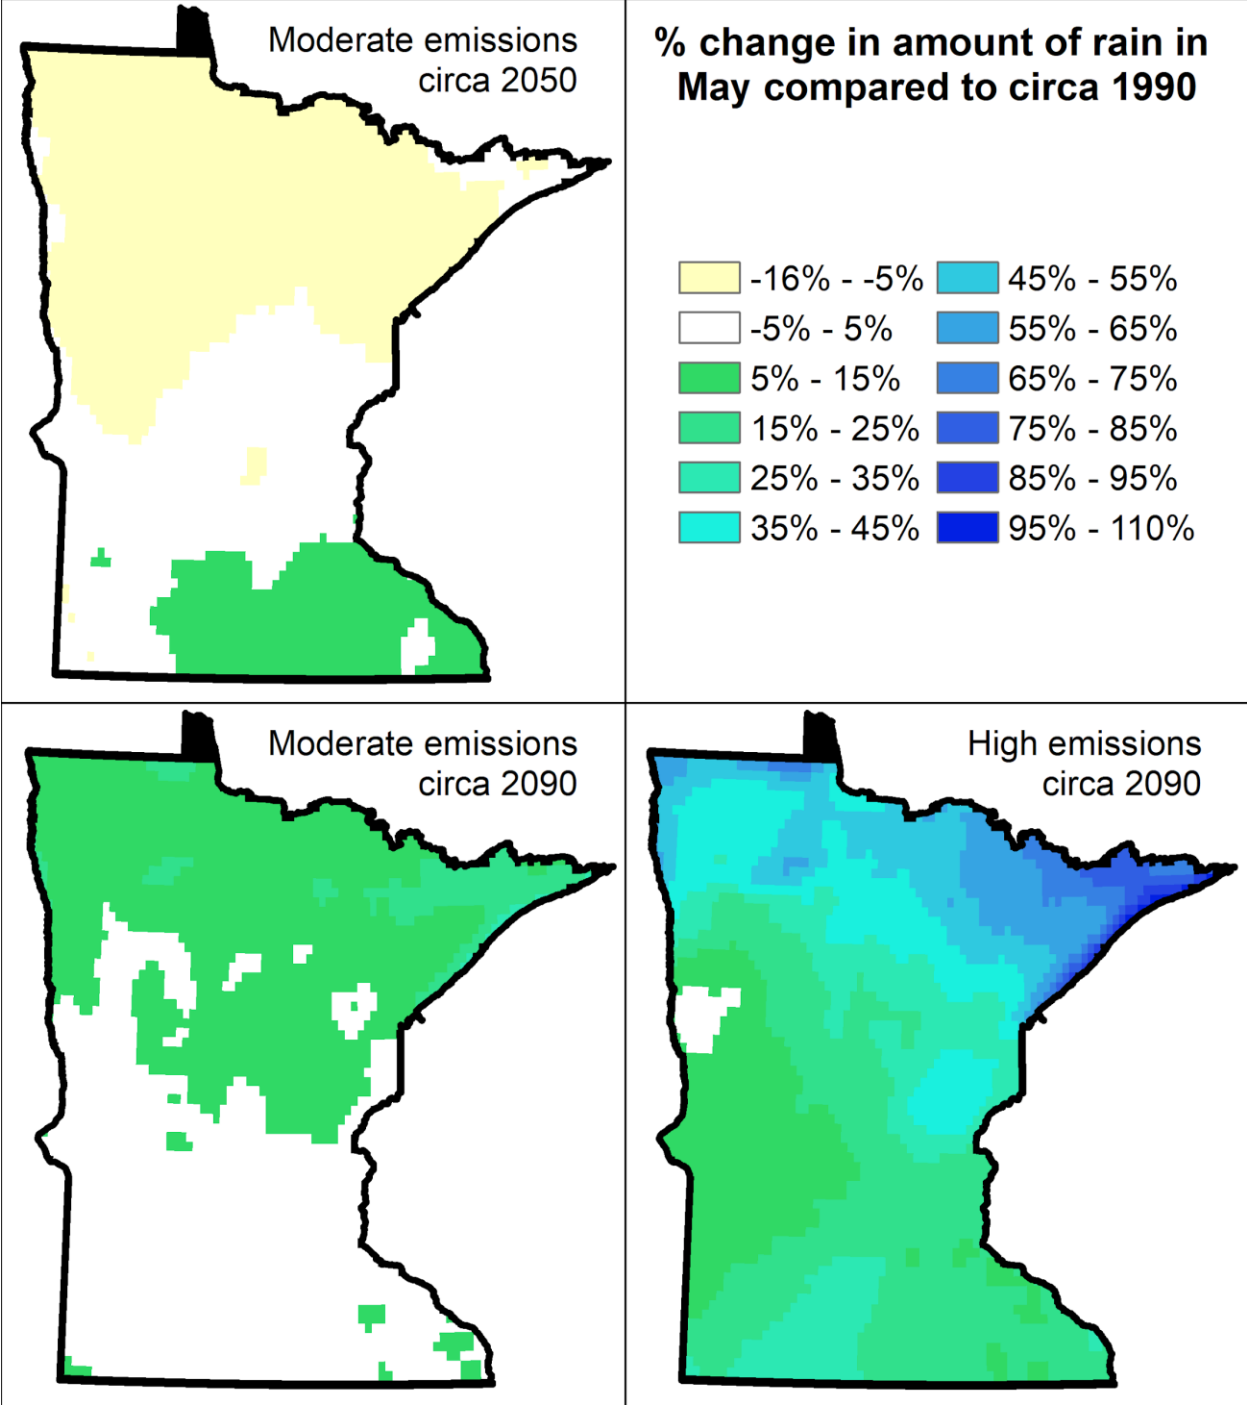 Moderate emissions
circa 2050
% change in amount of rain in
May compared to circa 1990
-16% - -5%
-5% - 5%
5% - 15%
15% - 25%
25% - 35%
35% - 45%
45% - 55%
55% - 65%
65% - 75%
75% - 85%
85% - 95%
95% - 110%
Moderate emissions
circa 2090
High emissions
circa 2090